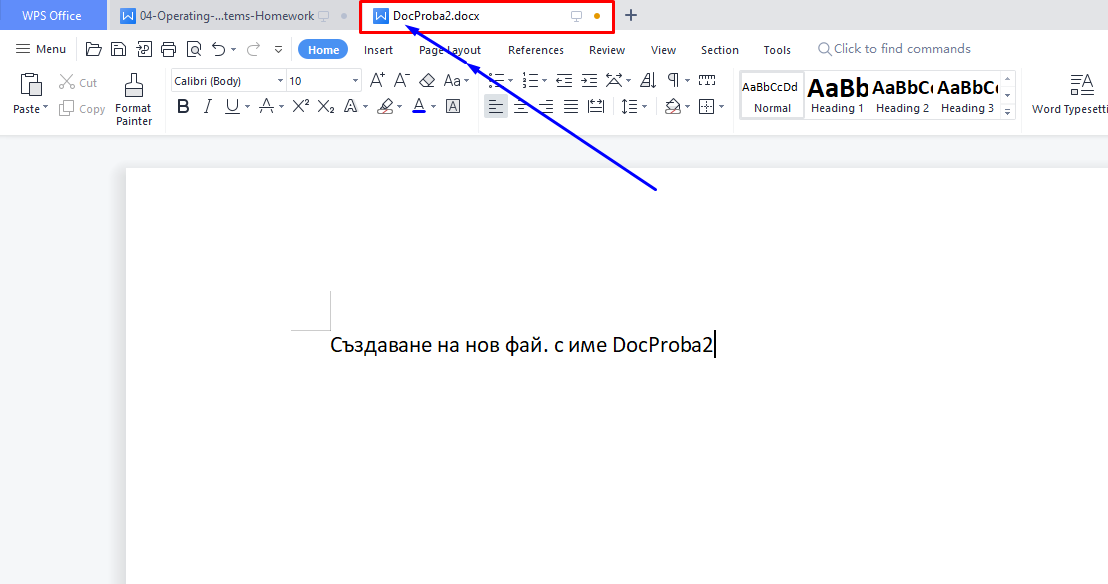 WPS Office
04-Operating-...tems-Homework
DocProba2.docx
Menu
Home
Insert
Page Layout
References
Review
View
Section
Tools
Click to find commands
Paste
Cut
Copy
Format
Painter
Calibri (Body)
10
AaBbCcDd
Normal
AaBb
Heading 1
AaBbC
Heading 2
AaBbC
Heading 3
Word Typesetti
Създаване на нов фай. с име DocProba2